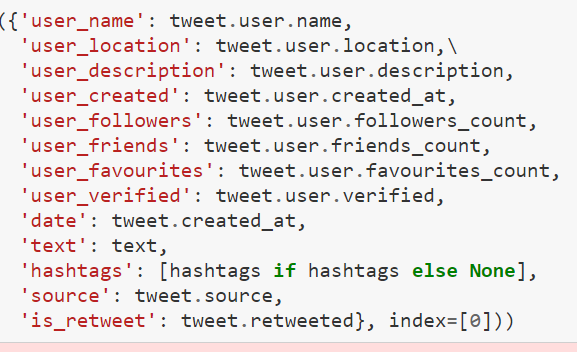 ({'user_name': tweet.user.name,
'user_location': tweet.user.location,\
'user_description': tweet.user.description,
'user_created': tweet.user.created_at,
'user_followers': tweet.user.followers_count,
'user_friends': tweet.user.friends_count,
'user_favourites': tweet.user.favourites_count,
'user_verified': tweet.user.verified,
'date': tweet.created_at,
'text': text,
'hashtags': [hashtags if hashtags else None],
'source': tweet.source,
'is_retweet': tweet.retweeted}, index=[0]))